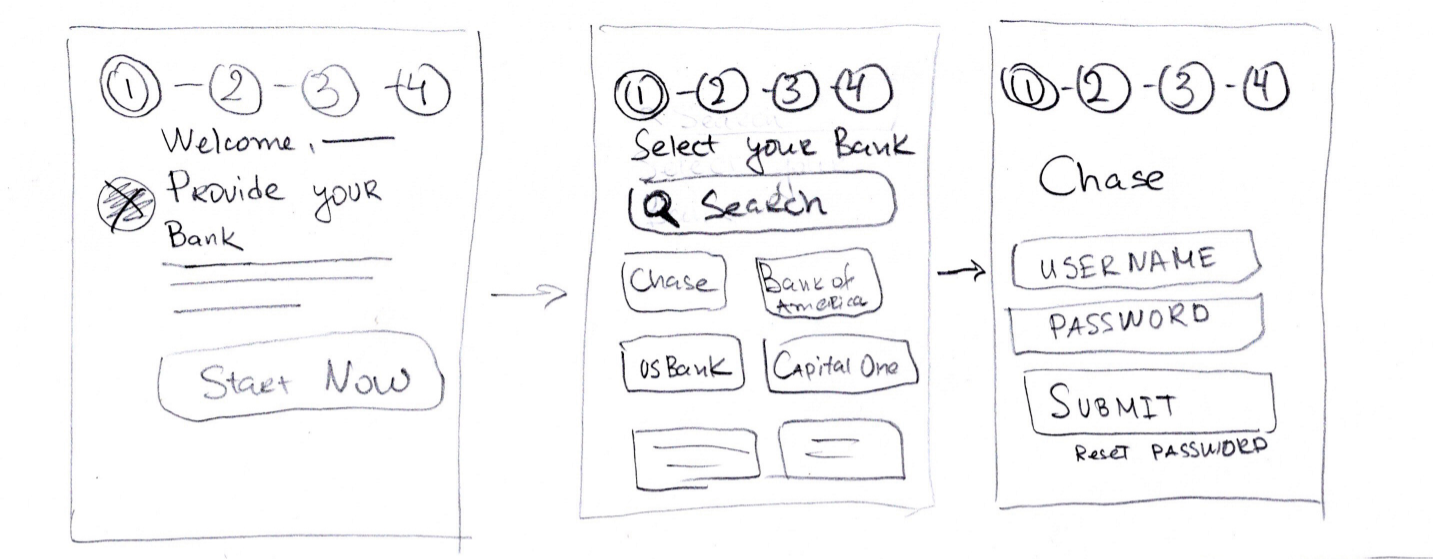 1 - 2 - 3 - 4
Welcome, ——
Provide your
Bank
Start Now
1 - 2 - 3 - 4
Select your Bank
Search
Chase
Bank of
America
US Bank
Capital One
1 - 2 - 3 - 4
Chase
USERNAME
PASSWORD
SUBMIT
Reset PASSWORD